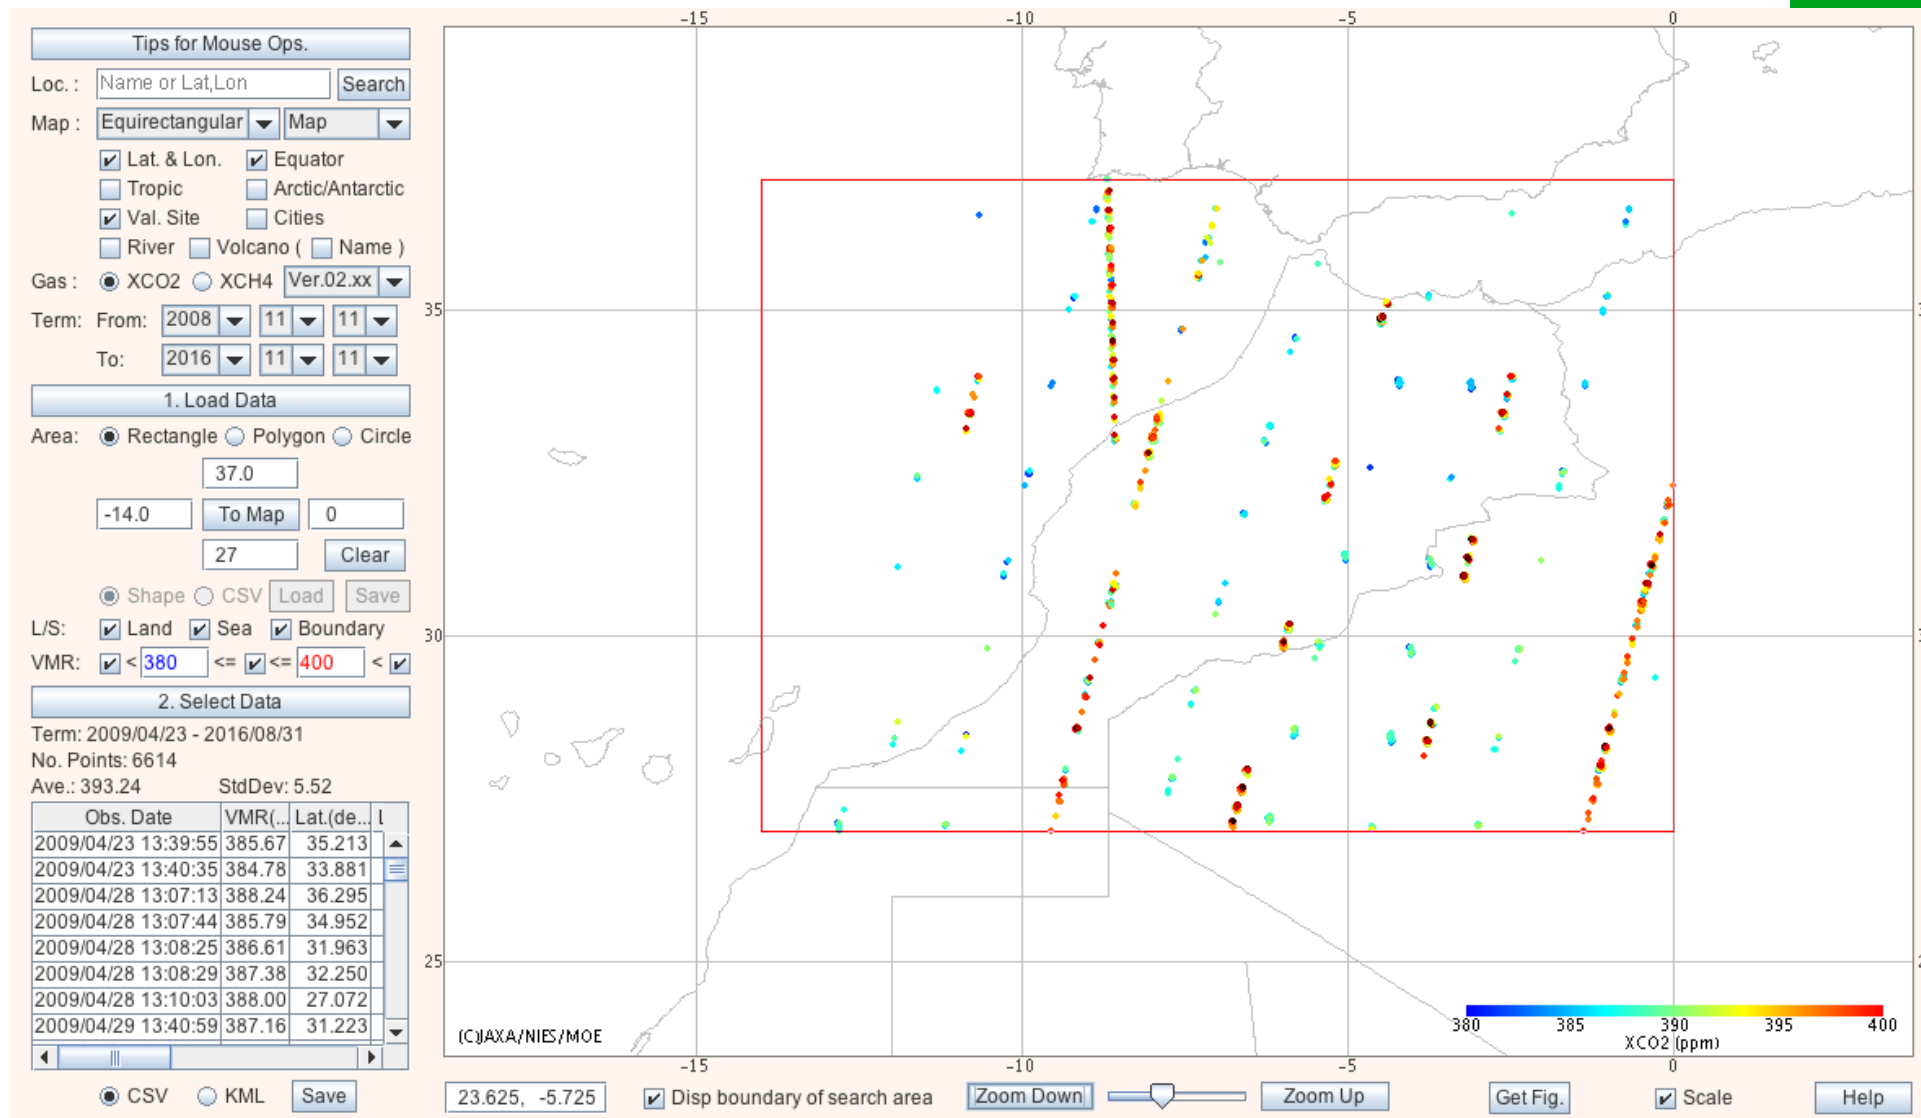 Tips for Mouse Ops.
Loc. : Name or Lat,Lon Search
Map : Equirectangular Map
Lat. & Lon. Equator
Tropic Arctic/Antarctic
Val. Site Cities
River Volcano ( Name )
Gas : XCO2 XCH4 Ver.02.xx
Term: From: 2008 11 11
To: 2016 11 11
1. Load Data
Area: Rectangle Polygon Circle
37.0
-14.0 To Map 0
27 Clear
Shape CSV Load Save
L/S: Land Sea Boundary
VMR: < 380 <= <= 400 <
2. Select Data
Term: 2009/04/23 - 2016/08/31
No. Points: 6614
Ave.: 393.24 StdDev: 5.52
Obs. Date VMR(... Lat.(de... L
2009/04/23 13:39:55 385.67 35.213
2009/04/23 13:40:35 384.78 33.881
2009/04/28 13:07:13 388.24 36.295
2009/04/28 13:07:44 385.79 34.952
2009/04/28 13:08:25 386.61 31.963
2009/04/28 13:08:29 387.38 32.250
2009/04/28 13:10:03 388.00 27.072
2009/04/29 13:40:59 387.16 31.223
CSV KML Save
-15 -10 -5 0
35
30
25
(C)JAXA/NIES/MOE
380 385 390 395 400
XCO2 (ppm)
-15 -10 -5 0
23.625, -5.725 Disp boundary of search area Zoom Down Zoom Up Get Fig. Scale Help